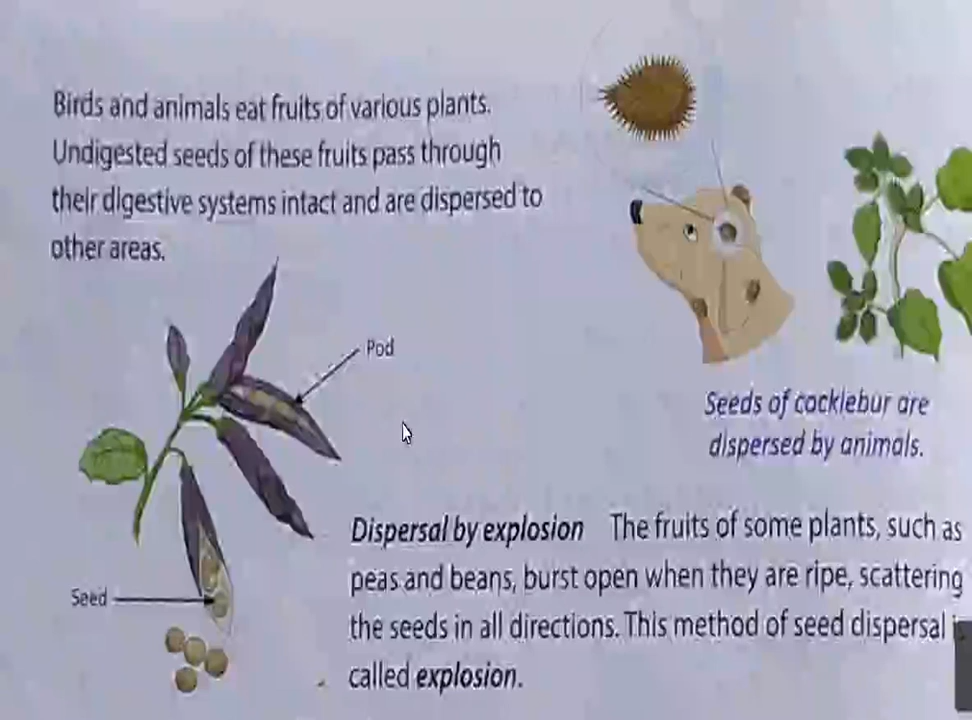 Birds and animals eat fruits of various plants.
Undigested seeds of these fruits pass through
their digestive systems intact and are dispersed to
other areas.
Pod
Seeds of cocklebur are
dispersed by animals.
Dispersal by explosion The fruits of some plants, such as
peas and beans, burst open when they are ripe, scattering
Seed
the seeds in all directions. This method of seed dispersal is
called explosion.